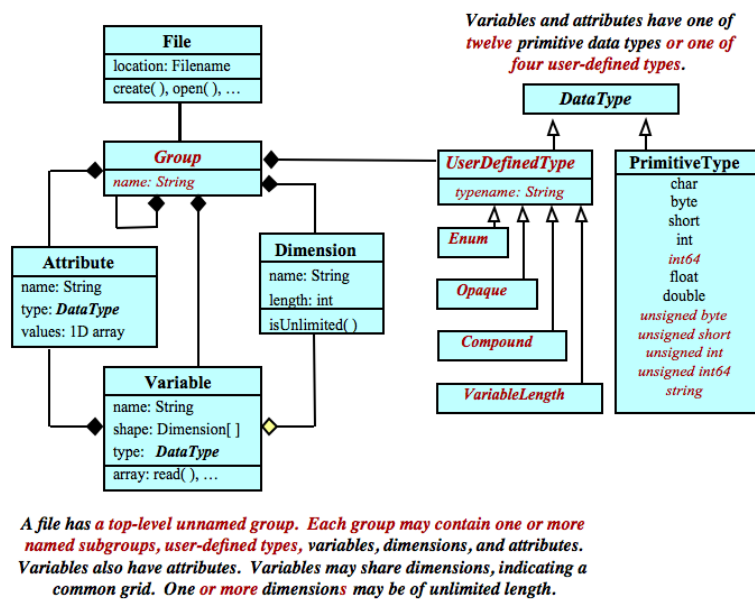 Variables and attributes have one of
twelve primitive data types or one of
four user-defined types.
File
location: Filename
create( ), open( ), …
DataType
Group
name: String
UserDefinedType
typename: String
PrimitiveType
char
byte
short
int
int64
float
double
unsigned byte
unsigned short
unsigned int
unsigned int64
string
Enum
Opaque
Compound
VariableLength
Attribute
name: String
type: DataType
values: 1D array
Dimension
name: String
length: int
isUnlimited( )
Variable
name: String
shape: Dimension[ ]
type: DataType
array: read( ), …
A file has a top-level unnamed group. Each group may contain one or more
named subgroups, user-defined types, variables, dimensions, and attributes.
Variables also have attributes. Variables may share dimensions, indicating a
common grid. One or more dimensions may be of unlimited length.